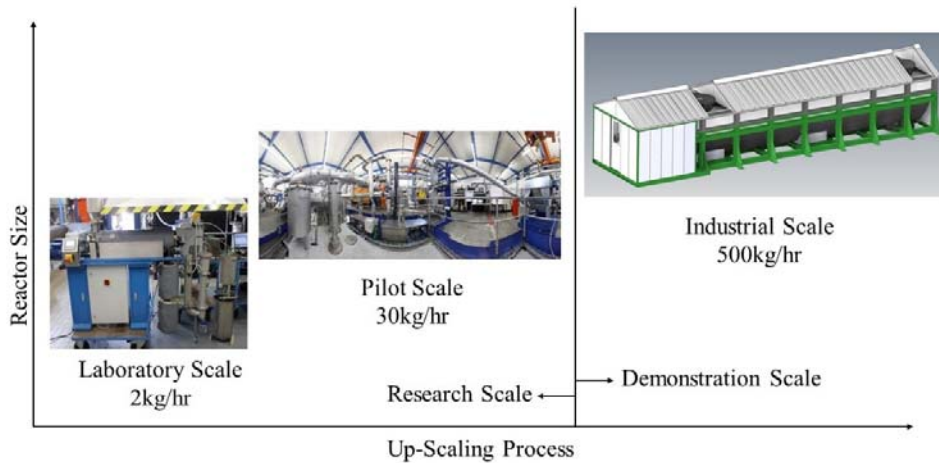 Reactor Size
Industrial Scale
500kg/hr
Pilot Scale
30kg/hr
Laboratory Scale
2kg/hr
Research Scale
Demonstration Scale
Up-Scaling Process